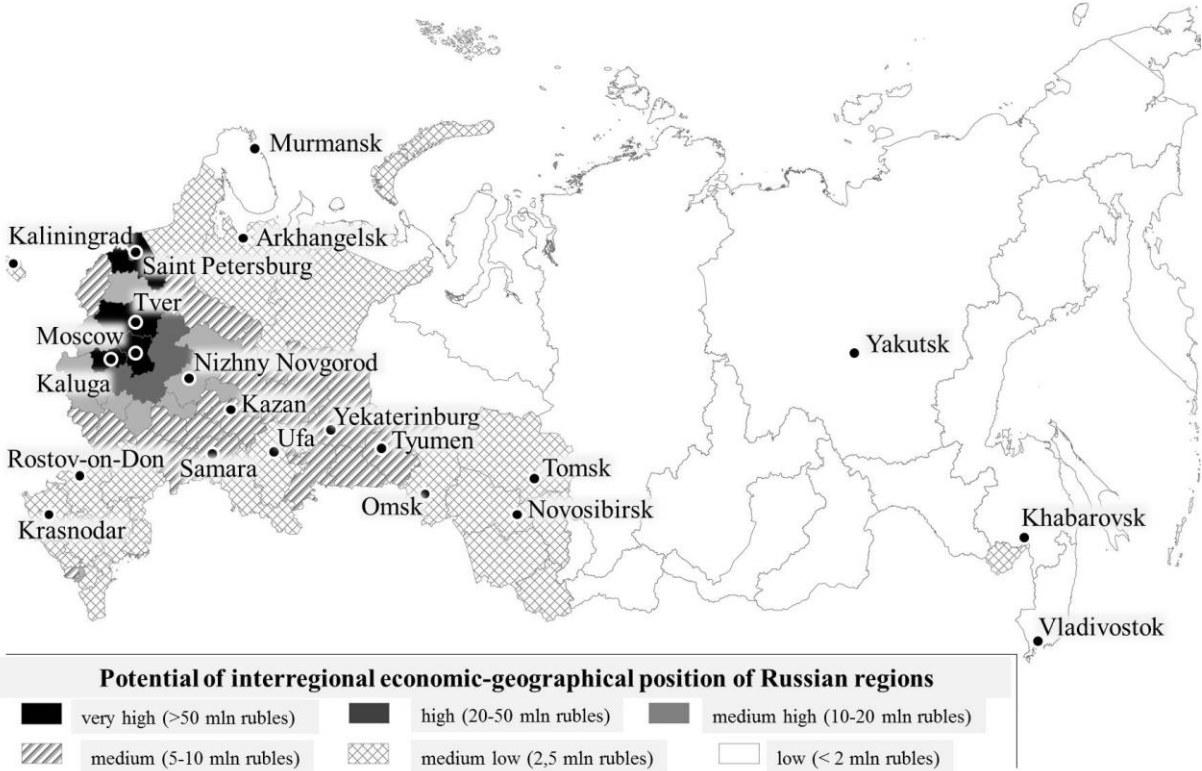 Murmansk
Kaliningrad
Arkhangelsk
Saint Petersburg
Tver
Moscow
Yakutsk
Nizhny Novgorod
Kaluga
Kazan
Yekaterinburg
Ufa
Tyumen
Rostov-on-Don
Samara
Tomsk
Omsk
Novosibirsk
Krasnodar
Khabarovsk
Vladivostok
Potential of interregional economic-geographical position of Russian regions
very high (>50 mln rubles)
high (20-50 mln rubles)
medium high (10-20 mln rubles)
medium (5-10 mln rubles)
medium low (2,5 mln rubles)
low (< 2 mln rubles)